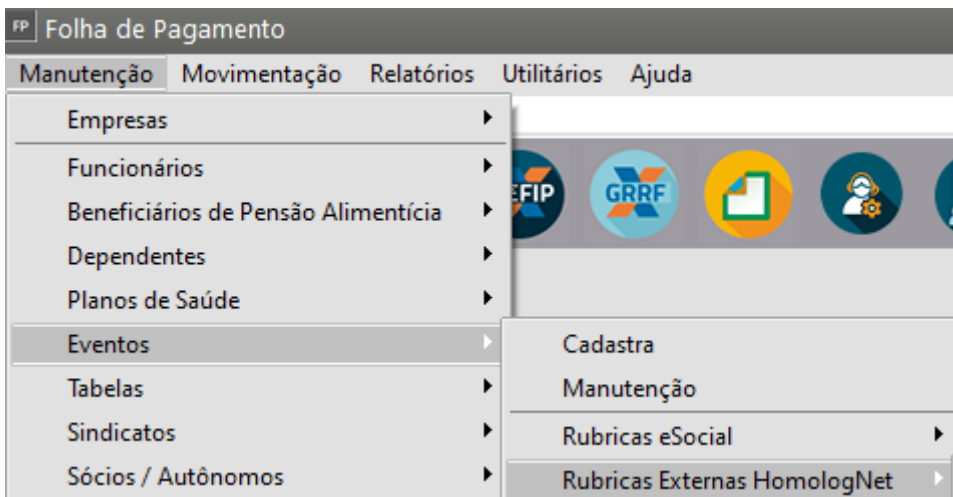 FP Folha de Pagamento
Manutenção Movimentação Relatórios Utilitários Ajuda
Empresas
Funcionários
Beneficiários de Pensão Alimentícia
Dependentes
Planos de Saúde
Eventos
Tabelas
Sindicatos
Sócios / Autônomos
EFIP
GRRF
Cadastra
Manutenção
Rubricas eSocial
Rubricas Externas HomologNet